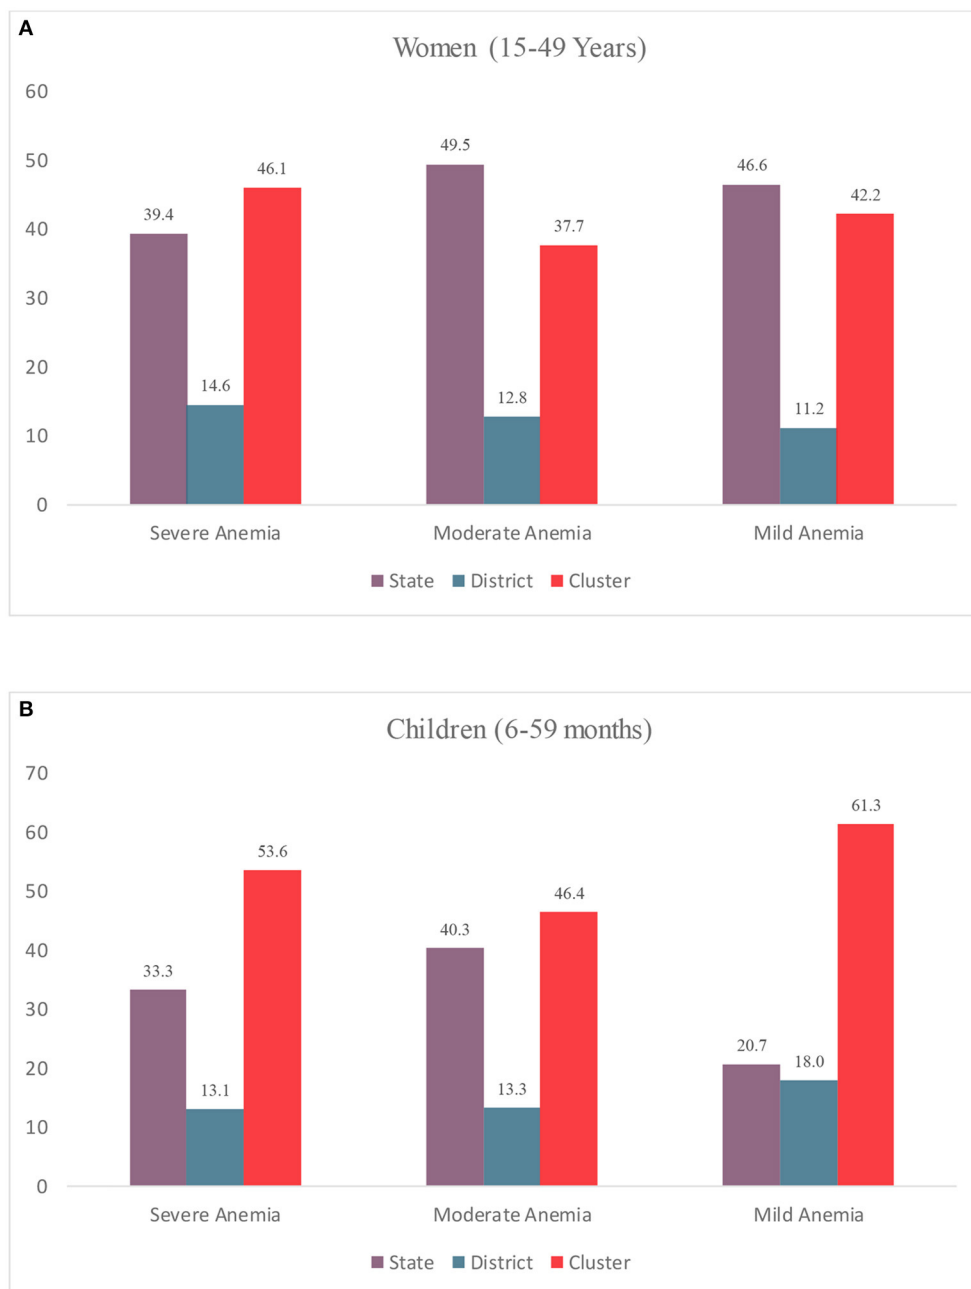 A
Women (15-49 Years)
60
50
40
30
20
10
0
39.4
14.6
46.1
49.5
12.8
37.7
46.6
11.2
42.2
Severe Anemia
Moderate Anemia
Mild Anemia
State
District
Cluster
B
Children (6-59 months)
70
60
50
40
30
20
10
0
33.3
13.1
53.6
40.3
13.3
46.4
20.7
18.0
61.3
Severe Anemia
Moderate Anemia
Mild Anemia
State
District
Cluster